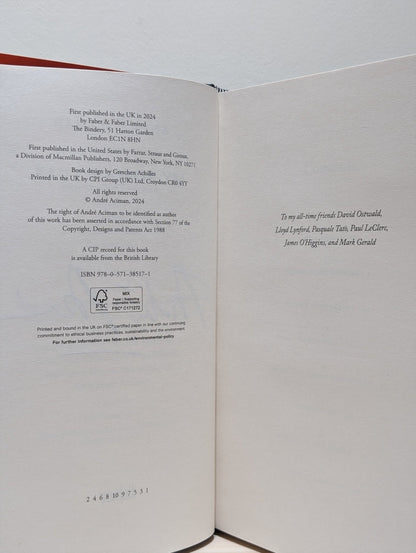 First published in the UK in 2024
by Faber & Faber Limited
The Bindery, 51 Hatton Garden
London EC1N 8HN
First published in the United States by Farrar, Straus and Giroux,
a Division of Macmillan Publishers, 120 Broadway, New York, NY 10271
Book design by Gretchen Achilles
Printed in the UK by CPI Group (UK) Ltd, Croydon CR0 4YY
All rights reserved
© André Aciman, 2024
The right of André Aciman to be identified as author
of this work has been asserted in accordance with Section 77 of the
Copyright, Designs and Patents Act 1988
A CIP record for this book
is available from the British Library
ISBN 978-0-571-38517-1
FSC
MIX
Paper | Supporting
responsible forestry
FSC® C171272
Printed and bound in the UK on FSC® certified paper in line with our continuing
commitment to ethical business practices, sustainability and the environment.
For further information see faber.co.uk/environmental-policy
2 4 6 8 10 9 7 5 3 1
To my all-time friends David Ostwald,
Lloyd Lynford, Pasquale Tatò, Paul LeClerc,
James O'Higgins, and Mark Gerald